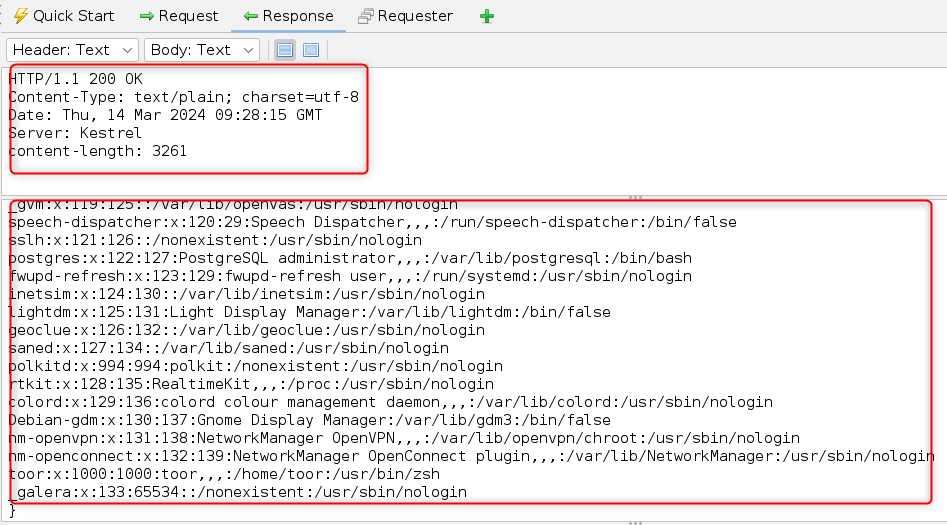 Quick Start Request Response Requester
Header: Text Body: Text
HTTP/1.1 200 OK
Content-Type: text/plain; charset=utf-8
Date: Thu, 14 Mar 2024 09:28:15 GMT
Server: Kestrel
content-length: 3261
_gvm:x:119:125::/var/lib/openvas:/usr/sbin/nologin
speech-dispatcher:x:120:29:Speech Dispatcher,,,:/run/speech-dispatcher:/bin/false
sslh:x:121:126::/nonexistent:/usr/sbin/nologin
postgres:x:122:127:PostgreSQL administrator,,,:/var/lib/postgresql:/bin/bash
fwupd-refresh:x:123:129:fwupd-refresh user,,,:/run/systemd:/usr/sbin/nologin
inetsim:x:124:130::/var/lib/inetsim:/usr/sbin/nologin
lightdm:x:125:131:Light Display Manager:/var/lib/lightdm:/bin/false
geoclue:x:126:132::/var/lib/geoclue:/usr/sbin/nologin
saned:x:127:134::/var/lib/saned:/usr/sbin/nologin
polkitd:x:994:994:polkit:/nonexistent:/usr/sbin/nologin
rtkit:x:128:135:RealtimeKit,,,:/proc:/usr/sbin/nologin
colord:x:129:136:colord colour management daemon,,,:/var/lib/colord:/usr/sbin/nologin
Debian-gdm:x:130:137:Gnome Display Manager:/var/lib/gdm3:/bin/false
nm-openvpn:x:131:138:NetworkManager OpenVPN,,,:/var/lib/openvpn/chroot:/usr/sbin/nologin
nm-openconnect:x:132:139:NetworkManager OpenConnect plugin,,,:/var/lib/NetworkManager:/usr/sbin/nologin
toor:x:1000:1000:toor,,,:/home/toor:/usr/bin/zsh
_galera:x:133:65534::/nonexistent:/usr/sbin/nologin
}